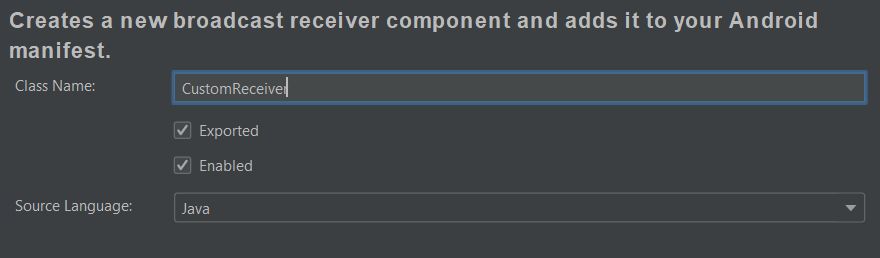 Creates a new broadcast receiver component and adds it to your Android
manifest.
Class Name:
CustomReceiver
Exported
Enabled
Source Language:
Java